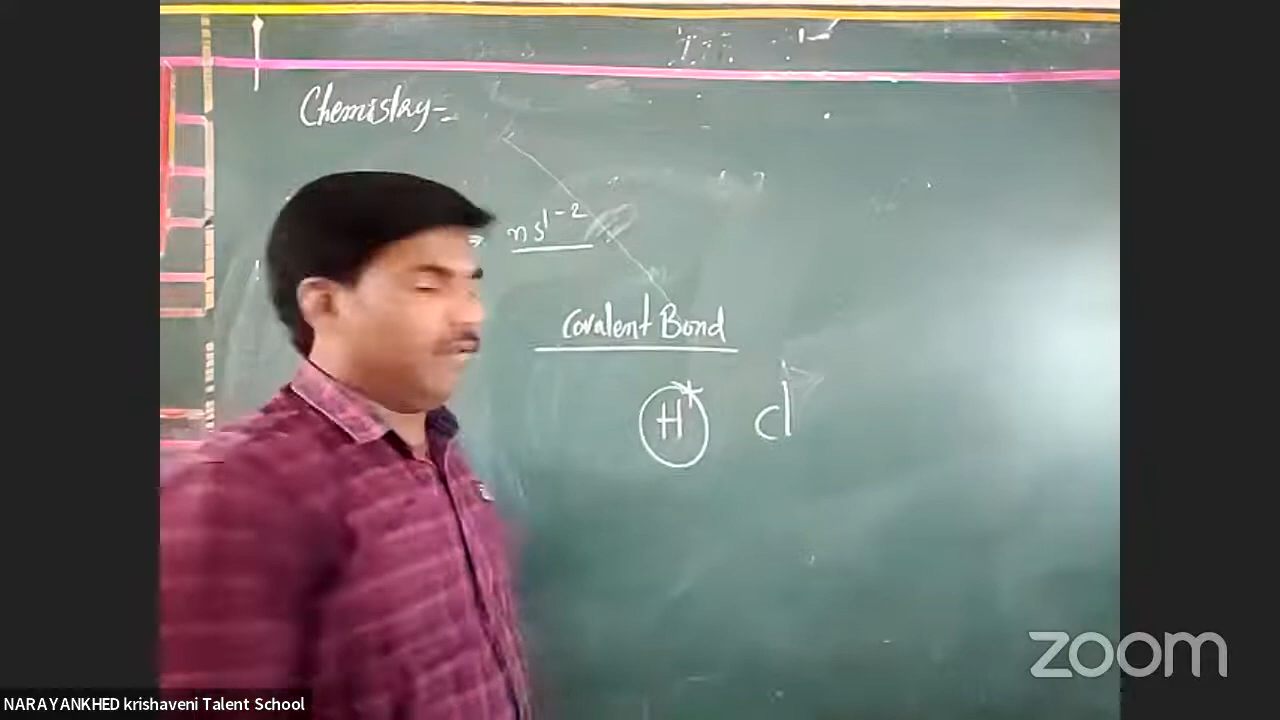 Chemistry-
ns1-2
Covalent Bond
H Cl
zoom
NARAYANKHED krishaveni Talent School